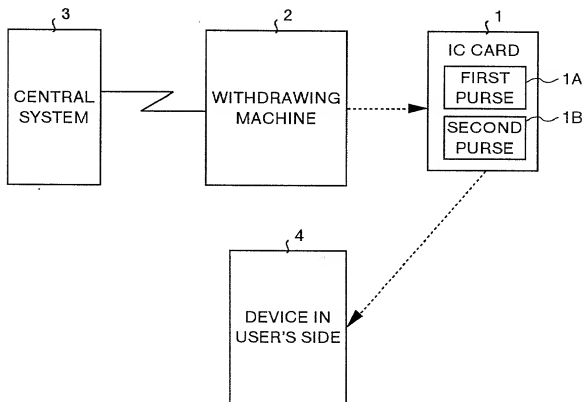 3
CENTRAL
SYSTEM
2
WITHDRAWING
MACHINE
1
IC CARD
FIRST
PURSE
1A
SECOND
PURSE
1B
4
DEVICE IN
USER'S SIDE